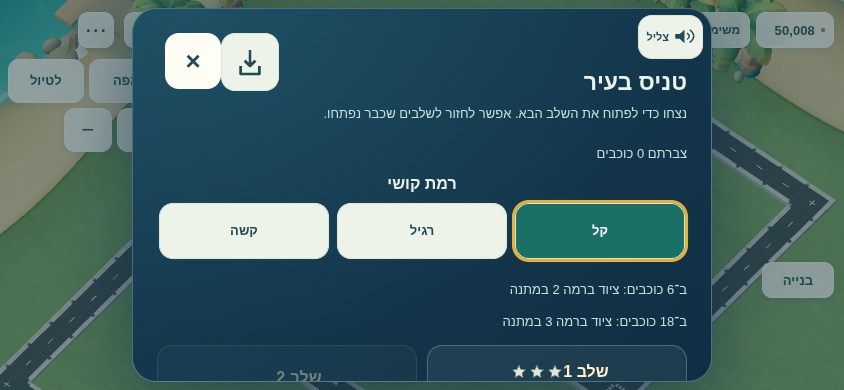 50,008
משימ
צליל
...
לטיול
מפה
–
טניס בעיר
נצחו כדי לפתוח את השלב הבא. אפשר לחזור לשלבים שכבר נפתחו.
צברתם 0 כוכבים
רמת קושי
קל
רגיל
קשה
ב־6 כוכבים: ציוד ברמה 2 במתנה
ב־18 כוכבים: ציוד ברמה 3 במתנה
בנייה
שלב 1 ★★★
שלב 2